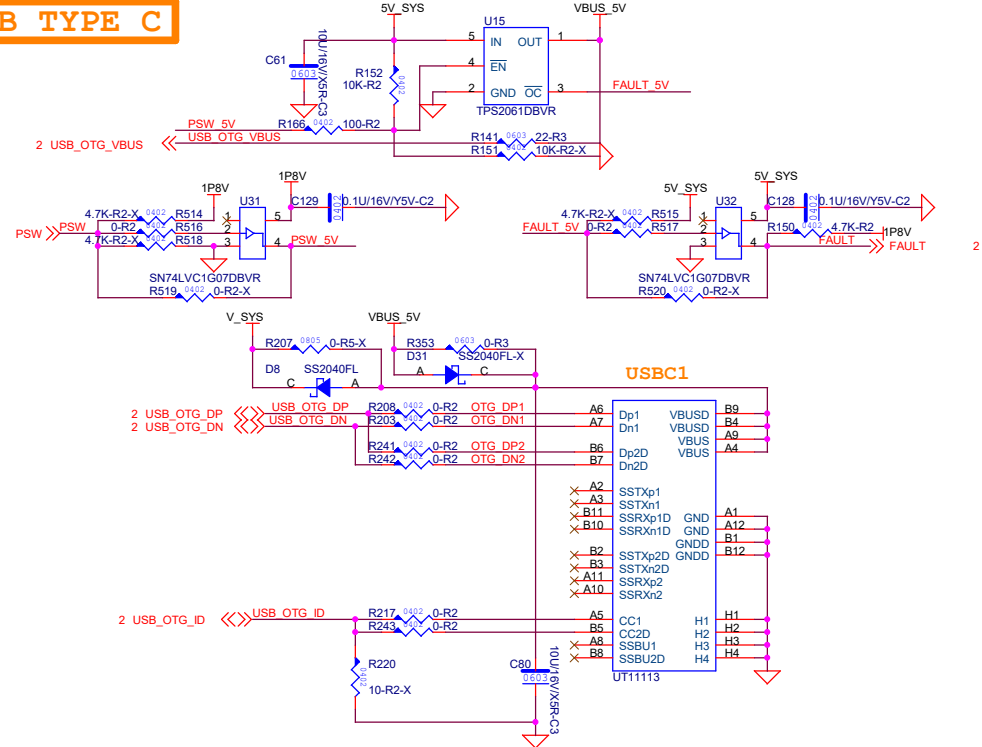 B TYPE C
5V_SYS
VBUS_5V
U15
5 IN OUT 1
4 EN
2 GND OC 3
TPS2061DBVR
FAULT_5V
C61
0603
10U/16V/X5R-C3
R152
10K-R2
0402
PSW_5V
R166 0402 100-R2
2 USB_OTG_VBUS
USB_OTG_VBUS
R141 0603 22-R3
R151 0402 10K-R2-X
1P8V
1P8V
U31
C129 0402 0.1U/16V/Y5V-C2
4.7K-R2-X 0402 R514
PSW PSW 0-R2 0402 R516
4.7K-R2-X 0402 R518
1
2
3
5
4
PSW_5V
SN74LVC1G07DBVR
R519 0402 0-R2-X
5V_SYS
5V_SYS
U32
C128 0402 0.1U/16V/Y5V-C2
4.7K-R2-X 0402 R515
FAULT_5V 0-R2 0402 R517
1
2
3
5
4
R150 0402 4.7K-R2 1P8V
FAULT
FAULT 2
SN74LVC1G07DBVR
R520 0402 0-R2-X
V_SYS
VBUS_5V
R207 0805 0-R5-X
R353 0603 0-R3
D8 SS2040FL
C A
D31 SS2040FL-X
A C
USBC1
2 USB_OTG_DP USB_OTG_DP R208 0402 0-R2 OTG_DP1 A6 Dp1
2 USB_OTG_DN USB_OTG_DN R203 0402 0-R2 OTG_DN1 A7 Dn1
R241 0402 0-R2 OTG_DP2 B6 Dp2D
R242 0402 0-R2 OTG_DN2 B7 Dn2D
VBUSD B9
VBUSD B4
VBUS A9
VBUS A4
A2 SSTXp1
A3 SSTXn1
B11 SSRXp1D GND A1
B10 SSRXn1D GND A12
GNDD B1
B2 SSTXp2D GNDD B12
B3 SSTXn2D
A11 SSRXp2
A10 SSRXn2
2 USB_OTG_ID USB_OTG_ID R217 0402 0-R2 A5 CC1 H1 H1
R243 0402 0-R2 B5 CC2D H2 H2
A8 SSBU1 H3 H3
B8 SSBU2D H4 H4
UT11113
R220
0402
10-R2-X
C80
0603
10U/16V/X5R-C3